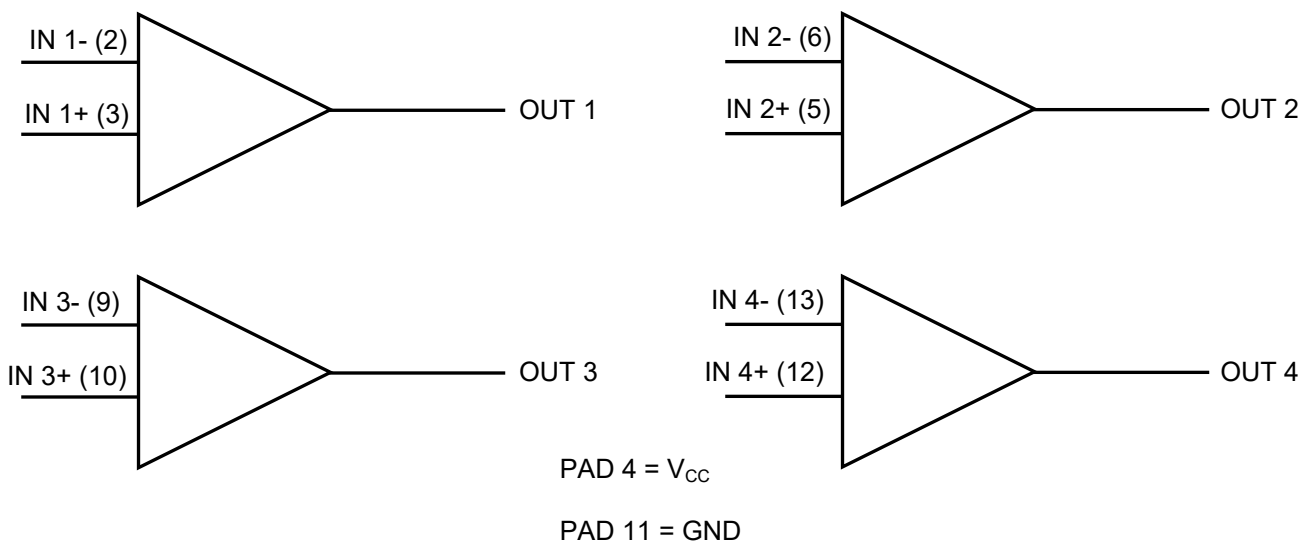 IN 1- (2)
IN 1+ (3)
OUT 1
IN 2- (6)
IN 2+ (5)
OUT 2
IN 3- (9)
IN 3+ (10)
OUT 3
IN 4- (13)
IN 4+ (12)
OUT 4
PAD 4 = VCC
PAD 11 = GND